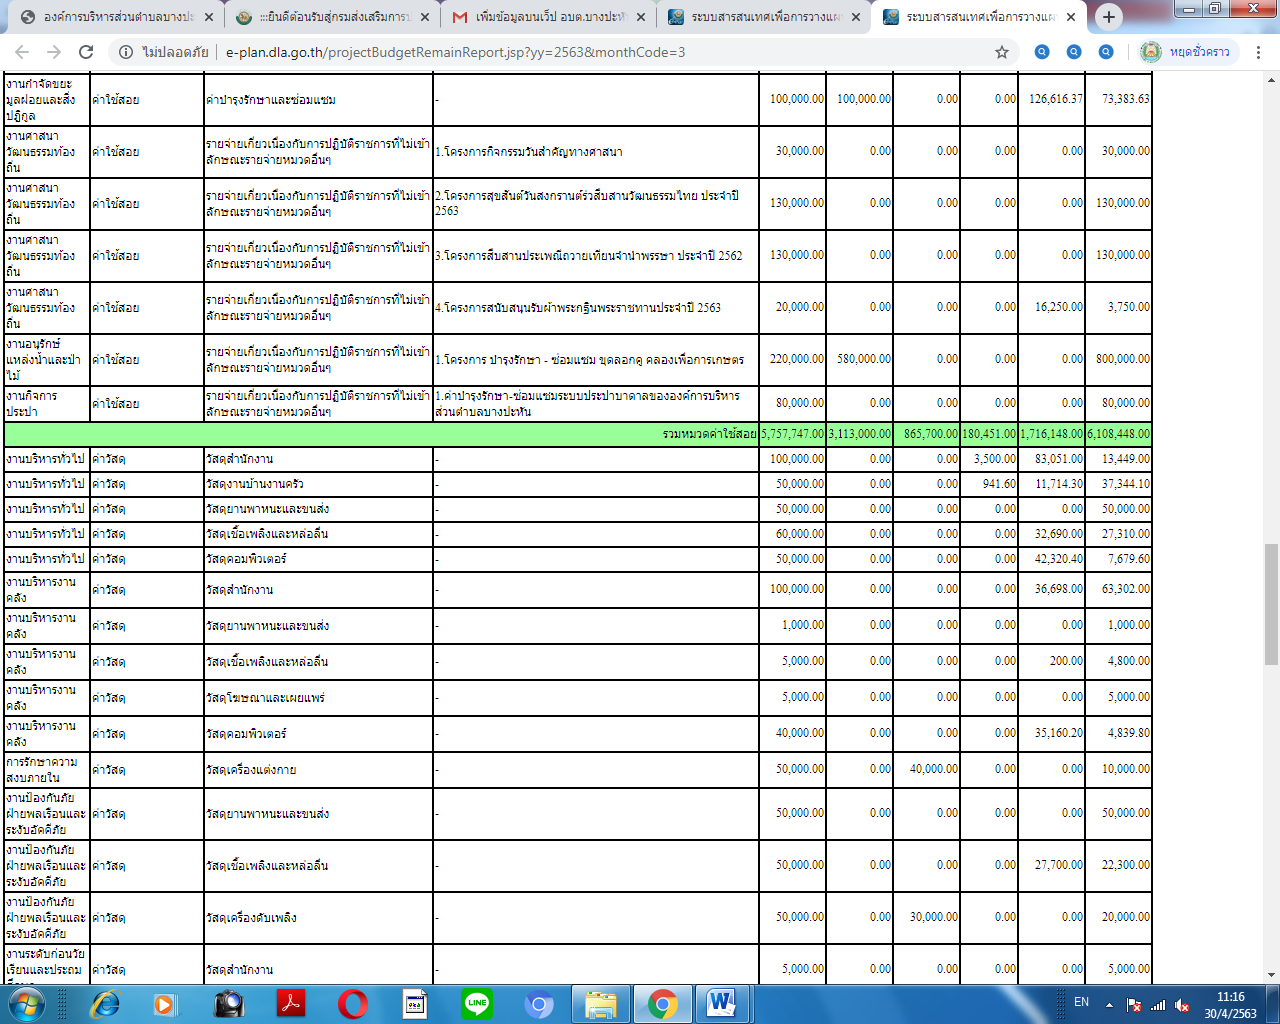 องค์การบริหารส่วนตำบลบางปะ
:::ยินดีต้อนรับสู่กรมส่งเสริมการป
เพิ่มข้อมูลบนเว็ป อบต.บางปะหั
ระบบสารสนเทศเพื่อการวางแผ
ระบบสารสนเทศเพื่อการวางแผ
ไม่ปลอดภัย e-plan.dla.go.th/projectBudgetRemainReport.jsp?yy=2563&monthCode=3 หยุดชั่วคราว
งานกำจัดขยะ
มูลฝอยและสิ่ง ค่าใช้สอย ค่าบำรุงรักษาและซ่อมแซม - 100,000.00 100,000.00 0.00 0.00 126,616.37 73,383.63
ปฏิกูล
งานศาสนา
วัฒนธรรมท้อง ค่าใช้สอย รายจ่ายเกี่ยวเนื่องกับการปฏิบัติราชการที่ไม่เข้า 1.โครงการกิจกรรมวันสำคัญทางศาสนา 30,000.00 0.00 0.00 0.00 0.00 30,000.00
ถิ่น ลักษณะรายจ่ายหมวดอื่นๆ
งานศาสนา
วัฒนธรรมท้อง ค่าใช้สอย รายจ่ายเกี่ยวเนื่องกับการปฏิบัติราชการที่ไม่เข้า 2.โครงการสุขสันต์วันสงกรานต์ร่วสืบสานวัฒนธรรมไทย ประจำปี 130,000.00 0.00 0.00 0.00 0.00 130,000.00
ถิ่น ลักษณะรายจ่ายหมวดอื่นๆ 2563
งานศาสนา
วัฒนธรรมท้อง ค่าใช้สอย รายจ่ายเกี่ยวเนื่องกับการปฏิบัติราชการที่ไม่เข้า 3.โครงการสืบสานประเพณีถวายเทียนจำนำพรรษา ประจำปี 2562 130,000.00 0.00 0.00 0.00 0.00 130,000.00
ถิ่น ลักษณะรายจ่ายหมวดอื่นๆ
งานศาสนา
วัฒนธรรมท้อง ค่าใช้สอย รายจ่ายเกี่ยวเนื่องกับการปฏิบัติราชการที่ไม่เข้า 4.โครงการสนับสนุนรับผ้าพระกฐินพระราชทานประจำปี 2563 20,000.00 0.00 0.00 0.00 16,250.00 3,750.00
ถิ่น ลักษณะรายจ่ายหมวดอื่นๆ
งานอนุรักษ์
แหล่งน้ำและป่า ค่าใช้สอย รายจ่ายเกี่ยวเนื่องกับการปฏิบัติราชการที่ไม่เข้า 1.โครงการ บำรุงรักษา - ซ่อมแซม ขุดลอกคู คลองเพื่อการเกษตร 220,000.00 580,000.00 0.00 0.00 0.00 800,000.00
ไม้ ลักษณะรายจ่ายหมวดอื่นๆ
งานกิจการ ค่าใช้สอย รายจ่ายเกี่ยวเนื่องกับการปฏิบัติราชการที่ไม่เข้า 1.ค่าบำรุงรักษา-ซ่อมแซมระบบประปาบาดาลขององค์การบริหาร 80,000.00 0.00 0.00 0.00 0.00 80,000.00
ประปา ลักษณะรายจ่ายหมวดอื่นๆ ส่วนตำบลบางปะหัน
รวมหมวดค่าใช้สอย 5,757,747.00 3,113,000.00 865,700.00 180,451.00 1,716,148.00 6,108,448.00
งานบริหารทั่วไป ค่าวัสดุ วัสดุสำนักงาน - 100,000.00 0.00 0.00 3,500.00 83,051.00 13,449.00
งานบริหารทั่วไป ค่าวัสดุ วัสดุงานบ้านงานครัว - 50,000.00 0.00 0.00 941.60 11,714.30 37,344.10
งานบริหารทั่วไป ค่าวัสดุ วัสดุยานพาหนะและขนส่ง - 50,000.00 0.00 0.00 0.00 0.00 50,000.00
งานบริหารทั่วไป ค่าวัสดุ วัสดุเชื้อเพลิงและหล่อลื่น - 60,000.00 0.00 0.00 0.00 32,690.00 27,310.00
งานบริหารทั่วไป ค่าวัสดุ วัสดุคอมพิวเตอร์ - 50,000.00 0.00 0.00 0.00 42,320.40 7,679.60
งานบริหารงาน ค่าวัสดุ วัสดุสำนักงาน - 100,000.00 0.00 0.00 0.00 36,698.00 63,302.00
คลัง
งานบริหารงาน ค่าวัสดุ วัสดุยานพาหนะและขนส่ง - 1,000.00 0.00 0.00 0.00 0.00 1,000.00
คลัง
งานบริหารงาน ค่าวัสดุ วัสดุเชื้อเพลิงและหล่อลื่น - 5,000.00 0.00 0.00 0.00 200.00 4,800.00
คลัง
งานบริหารงาน ค่าวัสดุ วัสดุโฆษณาและเผยแพร่ - 5,000.00 0.00 0.00 0.00 0.00 5,000.00
คลัง
งานบริหารงาน ค่าวัสดุ วัสดุคอมพิวเตอร์ - 40,000.00 0.00 0.00 0.00 35,160.20 4,839.80
คลัง
การรักษาความ ค่าวัสดุ วัสดุเครื่องแต่งกาย - 50,000.00 0.00 40,000.00 0.00 0.00 10,000.00
สงบภายใน
งานป้องกันภัย
ฝ่ายพลเรือนและ ค่าวัสดุ วัสดุยานพาหนะและขนส่ง - 50,000.00 0.00 0.00 0.00 0.00 50,000.00
ระงับอัคคีภัย
งานป้องกันภัย
ฝ่ายพลเรือนและ ค่าวัสดุ วัสดุเชื้อเพลิงและหล่อลื่น - 50,000.00 0.00 0.00 0.00 27,700.00 22,300.00
ระงับอัคคีภัย
งานป้องกันภัย
ฝ่ายพลเรือนและ ค่าวัสดุ วัสดุเครื่องดับเพลิง - 50,000.00 0.00 30,000.00 0.00 0.00 20,000.00
ระงับอัคคีภัย
งานระดับก่อนวัย
เรียนและประถม ค่าวัสดุ วัสดุสำนักงาน - 5,000.00 0.00 0.00 0.00 0.00 5,000.00
LINE EN 11:16
30/4/2563